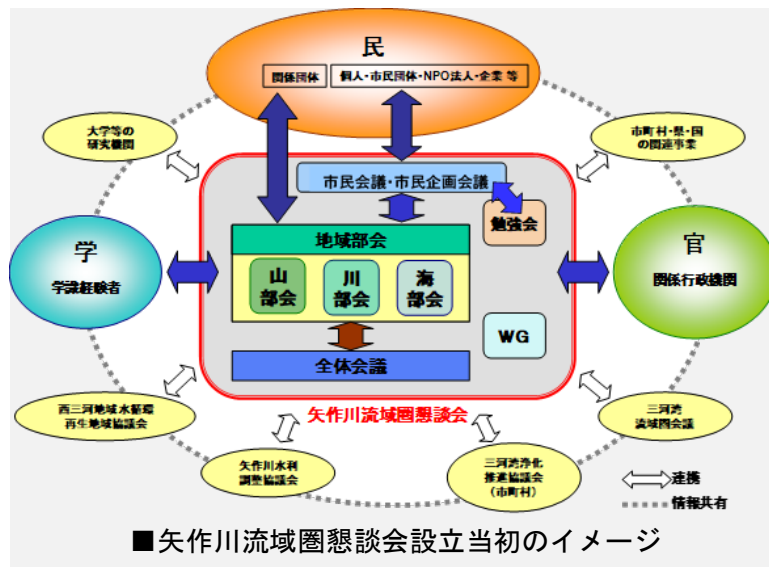 民
関係団体
個人・市民団体・NPO法人・企業 等
大学等の
研究機関
市町村・県・国
の関連事業
市民会議・市民企画会議
勉強会
学
学識経験者
地域部会
山
部会
川
部会
海
部会
官
関係行政機関
WG
全体会議
西三河地域水循環
再生地域協議会
矢作川流域圏懇談会
三河湾
流域圏会議
矢作川水利
調整協議会
三河湾浄化
推進協議会
(市町村)
連携
情報共有
■矢作川流域圏懇談会設立当初のイメージ